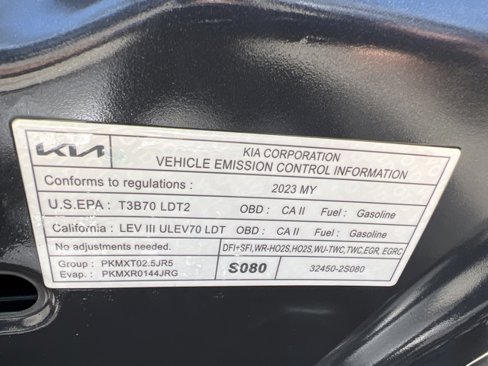 KIA KIA CORPORATION
VEHICLE EMISSION CONTROL INFORMATION
Conforms to regulations : 2023 MY
U.S.EPA : T3B70 LDT2 OBD : CA II Fuel : Gasoline
California : LEV III ULEV70 LDT OBD : CA II Fuel : Gasoline
No adjustments needed. DFI+SFI,WR-HO2S,HO2S,WU-TWC,TWC,EGR, EGRC
Group : PKMXT02.5JR5
Evap. : PKMXR0144JRG
S080 32450-2S080